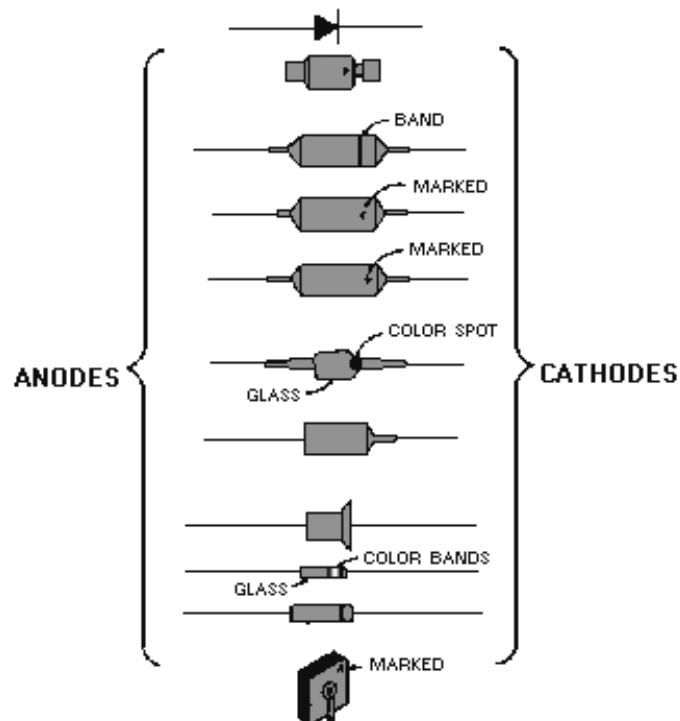 BAND
MARKED
MARKED
COLOR SPOT
ANODES
CATHODES
GLASS
COLOR BANDS
GLASS
MARKED